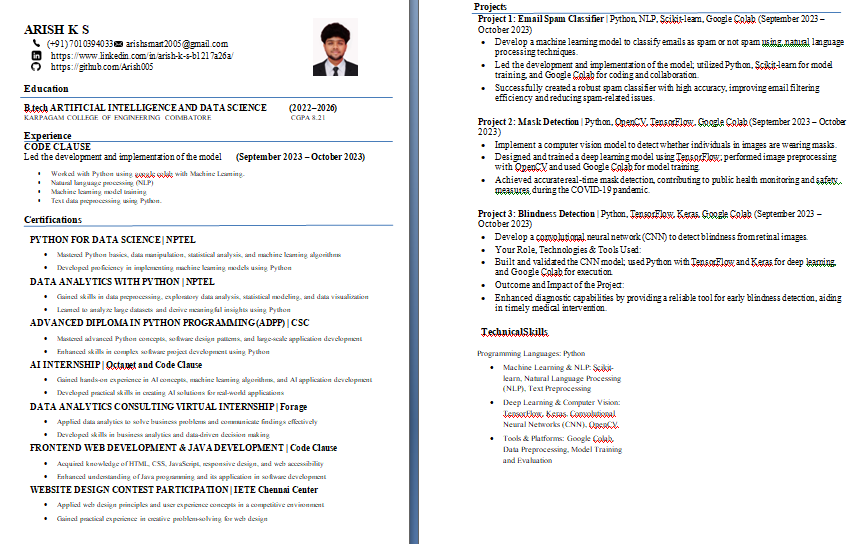 ARISH K S
(+91) 7010394033 arishsmart2005@gmail.com
https://www.linkedin.com/in/arish-k-s-b1217a26a/
https://github.com/Arish005
Education
B.tech ARTIFICIAL INTELLIGENCE AND DATA SCIENCE (2022–2026)
KARPAGAM COLLEGE OF ENGINEERING COIMBATORE CGPA 8.21
Experience
CODE CLAUSE
Led the development and implementation of the model (September 2023 – October 2023)
• Worked with Python using google colab with Machine Learning.
• Natural language processing (NLP)
• Machine learning model training
• Text data preprocessing using Python.
Certifications
PYTHON FOR DATA SCIENCE | NPTEL
• Mastered Python basics, data manipulation, statistical analysis, and machine learning algorithms
• Developed proficiency in implementing machine learning models using Python
DATA ANALYTICS WITH PYTHON | NPTEL
• Gained skills in data preprocessing, exploratory data analysis, statistical modeling, and data visualization
• Learned to analyze large datasets and derive meaningful insights using Python
ADVANCED DIPLOMA IN PYTHON PROGRAMMING (ADPP) | CSC
• Mastered advanced Python concepts, software design patterns, and large-scale application development
• Enhanced skills in complex software project development using Python
AI INTERNSHIP | Octanet and Code Clause
• Gained hands-on experience in AI concepts, machine learning algorithms, and AI application development
• Developed practical skills in creating AI solutions for real-world applications
DATA ANALYTICS CONSULTING VIRTUAL INTERNSHIP | Forage
• Applied data analytics to solve business problems and communicate findings effectively
• Developed skills in business analytics and data-driven decision making
FRONTEND WEB DEVELOPMENT & JAVA DEVELOPMENT | Code Clause
• Acquired knowledge of HTML, CSS, JavaScript, responsive design, and web accessibility
• Enhanced understanding of Java programming and its application in software development
WEBSITE DESIGN CONTEST PARTICIPATION | IETE Chennai Center
• Applied web design principles and user experience concepts in a competitive environment
• Gained practical experience in creative problem-solving for web design
Projects
Project 1: Email Spam Classifier | Python, NLP, Scikit-learn, Google Colab (September 2023 –
October 2023)
• Develop a machine learning model to classify emails as spam or not spam using natural language
processing techniques.
• Led the development and implementation of the model; utilized Python, Scikit-learn for model
training, and Google Colab for coding and collaboration.
• Successfully created a robust spam classifier with high accuracy, improving email filtering
efficiency and reducing spam-related issues.
Project 2: Mask Detection | Python, OpenCV, TensorFlow, Google Colab (September 2023 – October
2023)
• Implement a computer vision model to detect whether individuals in images are wearing masks.
• Designed and trained a deep learning model using TensorFlow; performed image preprocessing
with OpenCV and used Google Colab for model training.
• Achieved accurate real-time mask detection, contributing to public health monitoring and safety
measures during the COVID-19 pandemic.
Project 3: Blindness Detection | Python, TensorFlow, Keras, Google Colab (September 2023 –
October 2023)
• Develop a convolutional neural network (CNN) to detect blindness from retinal images.
• Your Role, Technologies & Tools Used:
• Built and validated the CNN model; used Python with TensorFlow and Keras for deep learning,
and Google Colab for execution.
• Outcome and Impact of the Project:
• Enhanced diagnostic capabilities by providing a reliable tool for early blindness detection, aiding
in timely medical intervention.
TechnicalSkills
Programming Languages: Python
• Machine Learning & NLP: Scikit-
learn, Natural Language Processing
(NLP), Text Preprocessing
• Deep Learning & Computer Vision:
TensorFlow, Keras, Convolutional
Neural Networks (CNN), OpenCV.
• Tools & Platforms: Google Colab,
Data Preprocessing, Model Training
and Evaluation